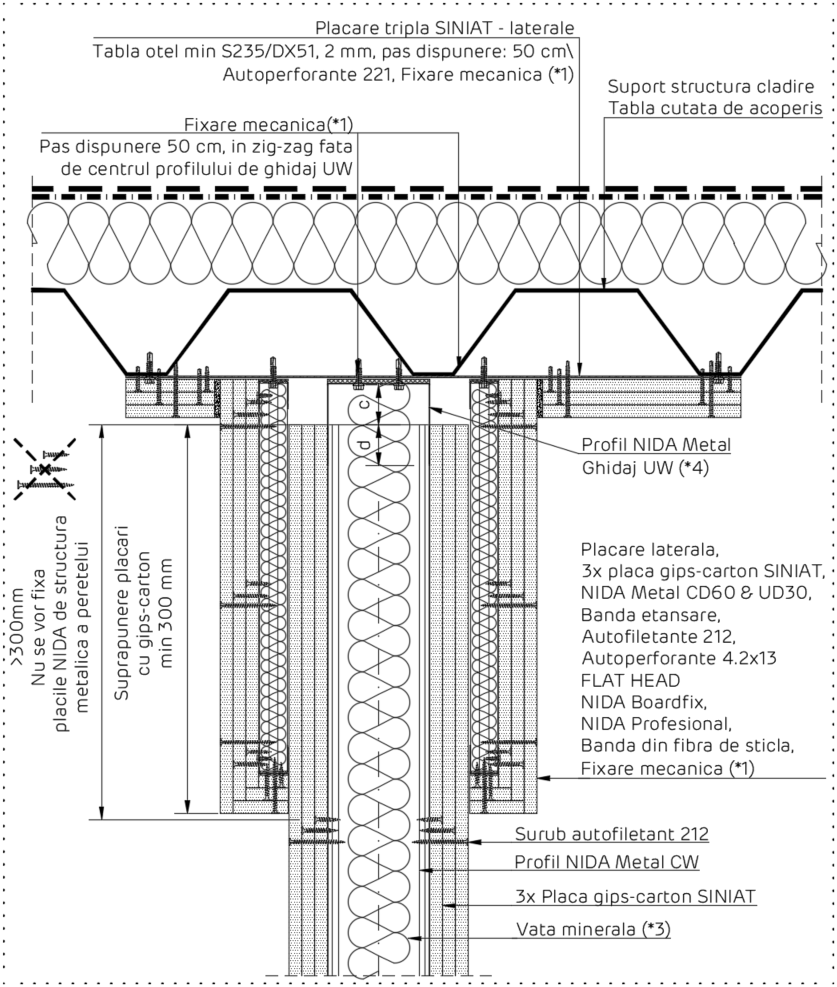 Placare tripla SINIAT - laterale
Tabla otel min S235/DX51, 2 mm, pas dispunere: 50 cm\
Autoperforante 221, Fixare mecanica (*1)
Suport structura cladire
Tabla cutata de acoperis
Fixare mecanica(*1)
Pas dispunere 50 cm, in zig-zag fata
de centrul profilului de ghidaj UW
c
d
Profil NIDA Metal
Ghidaj UW (*4)
>300mm
Nu se vor fixa
placile NIDA de structura
metalica a peretelui
Suprapunere placari
cu gips-carton
min 300 mm
Placare laterala,
3x placa gips-carton SINIAT,
NIDA Metal CD60 & UD30,
Banda etansare,
Autofiletante 212,
Autoperforante 4.2x13
FLAT HEAD
NIDA Boardfix,
NIDA Profesional,
Banda din fibra de sticla,
Fixare mecanica (*1)
Surub autofiletant 212
Profil NIDA Metal CW
3x Placa gips-carton SINIAT
Vata minerala (*3)